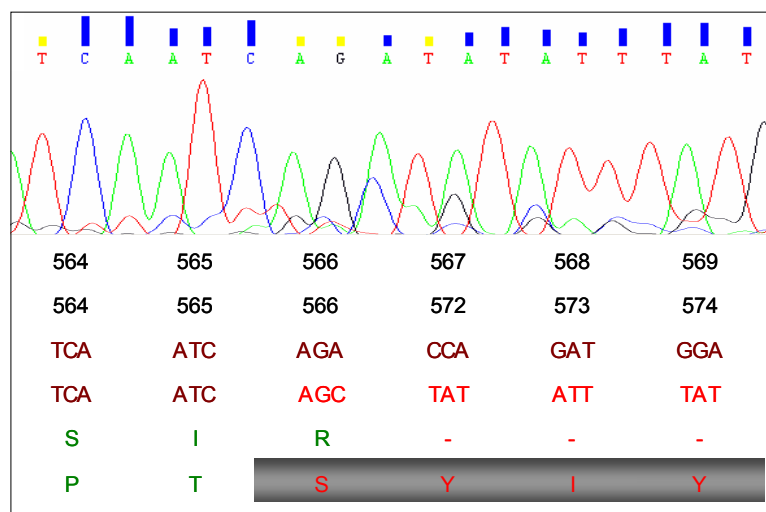 T C A A T C A G A T A T A T T T A T
564 565 566 567 568 569
564 565 566 572 573 574
TCA ATC AGA CCA GAT GGA
TCA ATC AGC TAT ATT TAT
S I R - - -
P T S Y I Y